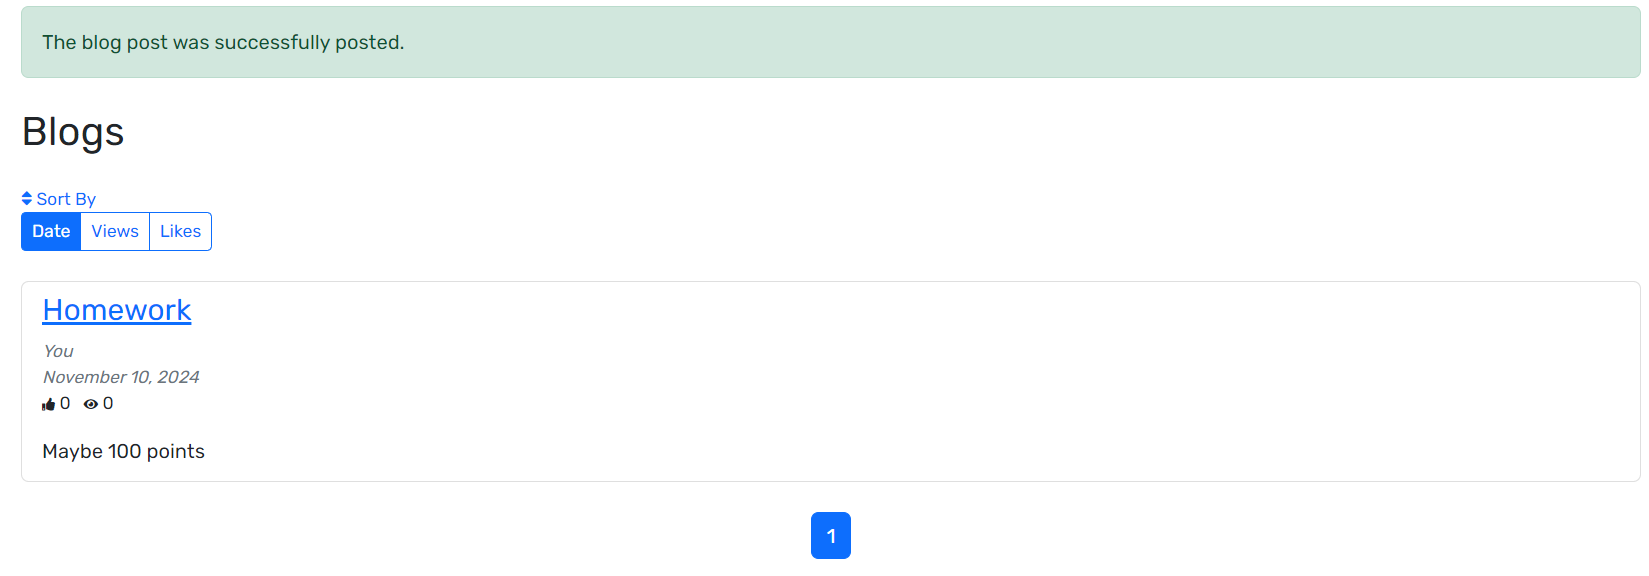 The blog post was successfully posted.
Blogs
Sort By
Date Views Likes
Homework
You
November 10, 2024
0 0
Maybe 100 points
1